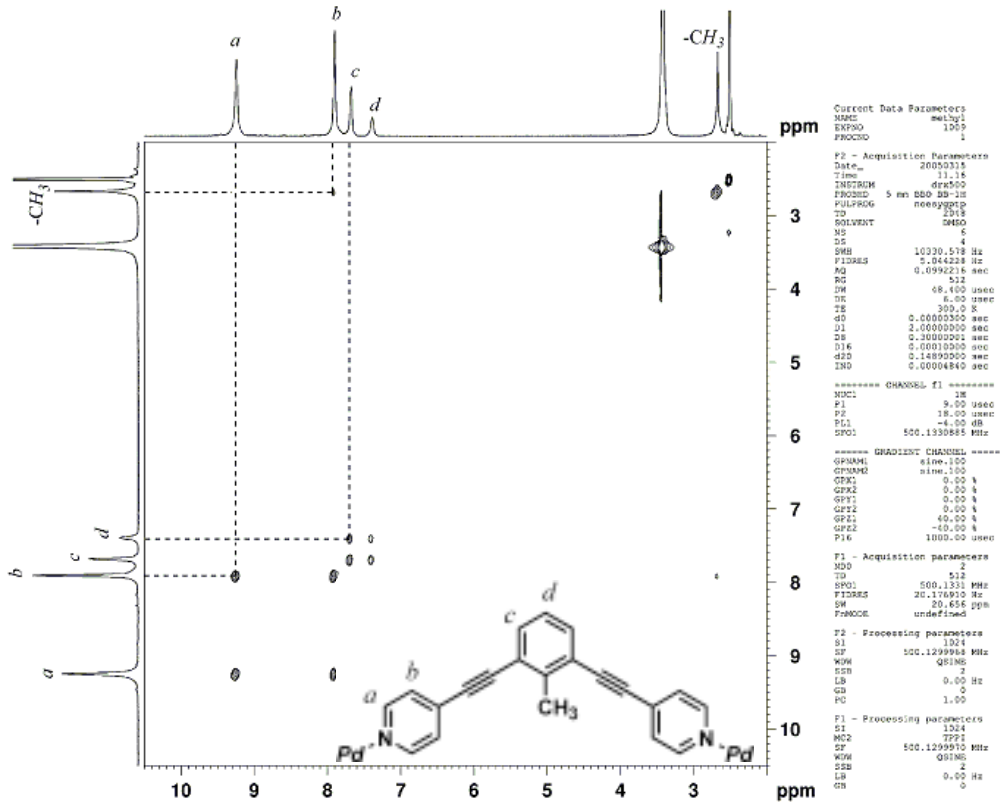 a
b
c
d
-CH3
ppm
-CH3
d
c
b
a
3
4
5
6
7
8
9
10
10
9
8
7
6
5
4
3
ppm
a
b
c
d
CH3
N
N
Pd
Pd
Current Data Parameters
NAME methyl
EXPNO 1009
PROCNO 1
F2 - Acquisition Parameters
Date_ 20050315
Time 11.16
INSTRUM drx500
PROBHD 5 mm BBO BB-1H
PULPROG noesygptp
TD 2048
SOLVENT DMSO
NS 6
DS 4
SWH 10330.578 Hz
FIDRES 5.044228 Hz
AQ 0.0992216 sec
RG 512
DW 48.400 usec
DE 6.00 usec
TE 300.0 K
d0 0.00000300 sec
D1 2.00000000 sec
D8 0.30000001 sec
D16 0.00010000 sec
d20 0.14890000 sec
IN0 0.00004840 sec
======== CHANNEL f1 ========
NUC1 1H
P1 9.00 usec
P2 18.00 usec
PL1 -4.00 dB
SFO1 500.1330885 MHz
====== GRADIENT CHANNEL =====
GPNAM1 sine.100
GPNAM2 sine.100
GPX1 0.00 %
GPX2 0.00 %
GPY1 0.00 %
GPY2 0.00 %
GPZ1 40.00 %
GPZ2 -40.00 %
P16 1000.00 usec
F1 - Acquisition parameters
ND0 2
TD 512
SFO1 500.1331 MHz
FIDRES 20.176910 Hz
SW 20.656 ppm
FnMODE undefined
F2 - Processing parameters
SI 1024
SF 500.1299968 MHz
WDW QSINE
SSB 2
LB 0.00 Hz
GB 0
PC 1.00
F1 - Processing parameters
SI 1024
MC2 TPPI
SF 500.1299970 MHz
WDW QSINE
SSB 2
LB 0.00 Hz
GB 0